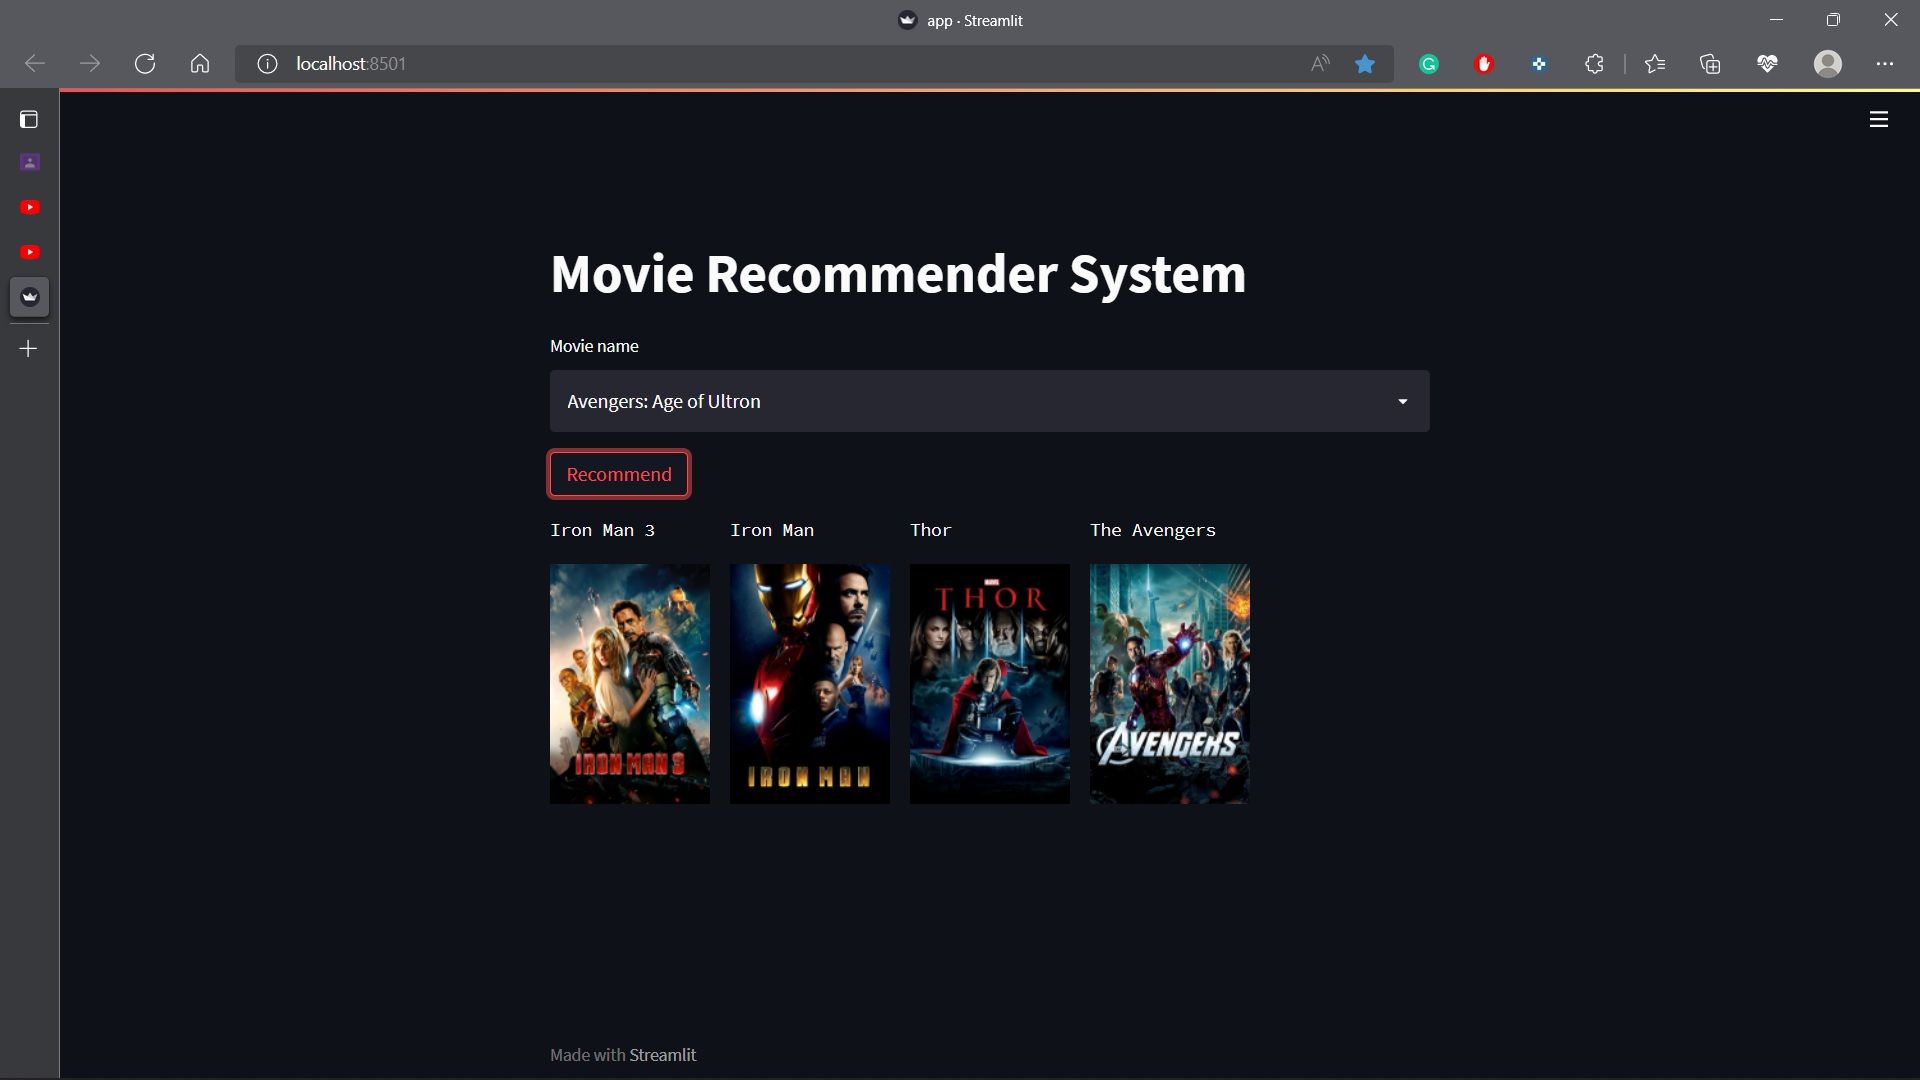 app · Streamlit
localhost:8501
Movie Recommender System
Movie name
Avengers: Age of Ultron
Recommend
Iron Man 3
Iron Man
Thor
The Avengers
IRON MAN 3
IRON MAN
MARVEL
THOR
AVENGERS
Made with Streamlit